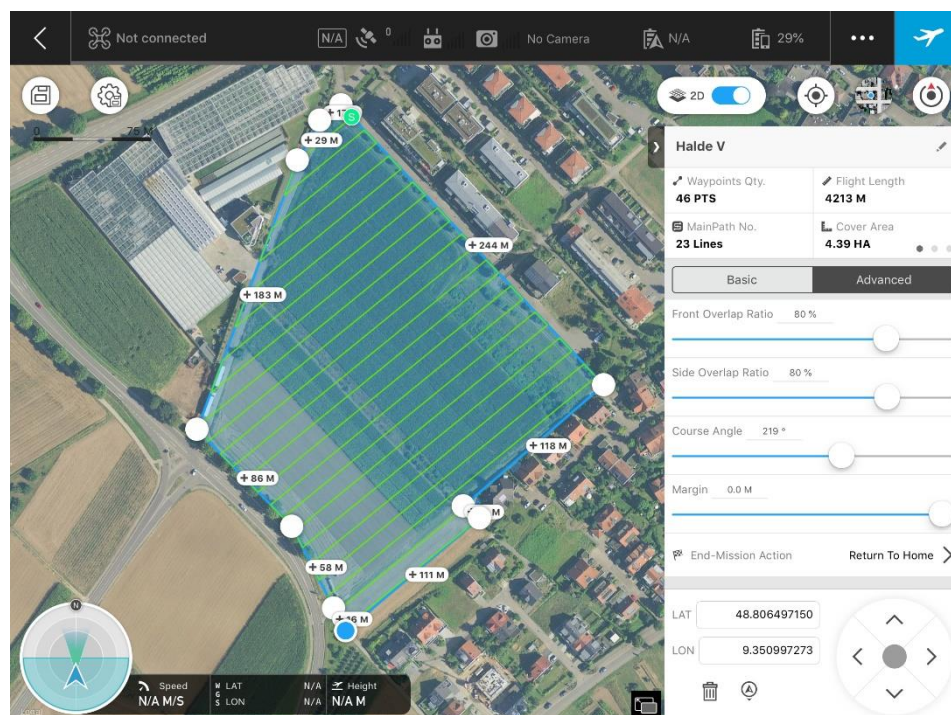 Not connected
N/A
0
No Camera
N/A
29%
0
75 M
2D
S
+ 29 M
+ 244 M
+ 183 M
+ 118 M
+ 86 M
+ 58 M
+ 111 M
N
Speed
N/A M/S
W
G
S
LAT
N/A
LON
N/A
Height
N/A M
Halde V
Waypoints Qty.
46 PTS
Flight Length
4213 M
MainPath No.
23 Lines
Cover Area
4.39 HA
Basic
Advanced
Front Overlap Ratio 80 %
Side Overlap Ratio 80 %
Course Angle 219 °
Margin 0.0 M
End-Mission Action Return To Home
LAT 48.806497150
LON 9.350997273